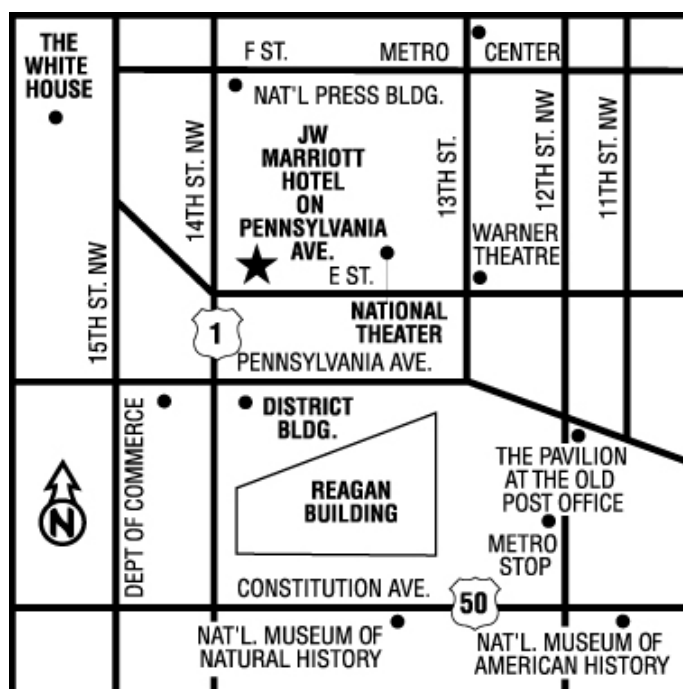 THE
WHITE
HOUSE
F ST.
METRO
CENTER
NAT'L PRESS BLDG.
JW
MARRIOTT
HOTEL
ON
PENNSYLVANIA
AVE.
14TH ST. NW
13TH ST.
12TH ST. NW
11TH ST. NW
WARNER
THEATRE
E ST.
15TH ST. NW
1
NATIONAL
THEATER
PENNSYLVANIA AVE.
DISTRICT
BLDG.
DEPT OF COMMERCE
REAGAN
BUILDING
THE PAVILION
AT THE OLD
POST OFFICE
METRO
STOP
N
CONSTITUTION AVE.
50
NAT'L. MUSEUM OF
NATURAL HISTORY
NAT'L. MUSEUM OF
AMERICAN HISTORY